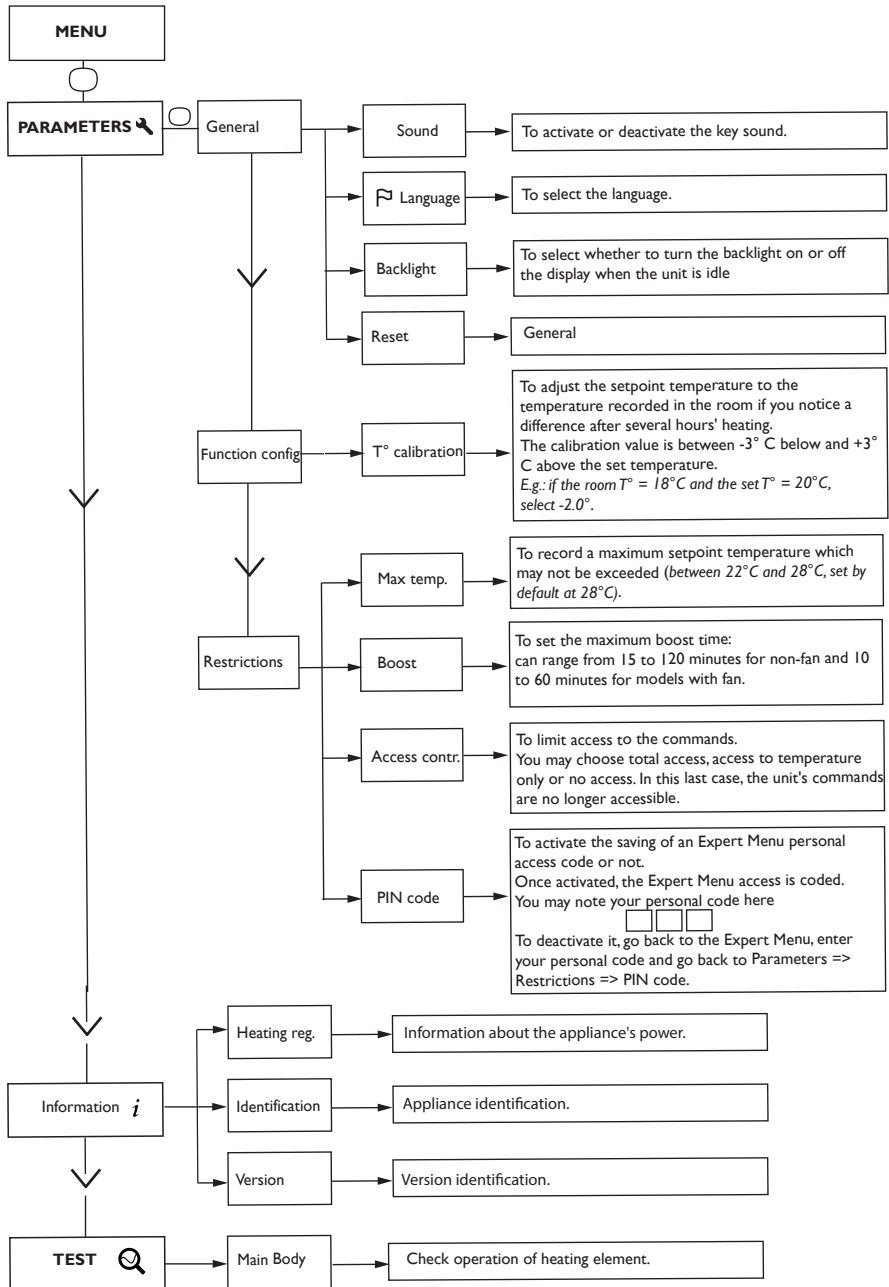 MENU
PARAMETERS
General
Sound
To activate or deactivate the key sound.
Language
To select the language.
Backlight
To select whether to turn the backlight on or off
the display when the unit is idle
Reset
General
Function config
T° calibration
To adjust the setpoint temperature to the
temperature recorded in the room if you notice a
difference after several hours' heating.
The calibration value is between -3° C below and +3°
C above the set temperature.
E.g.: if the room T° = 18°C and the set T° = 20°C,
select -2.0°.
Restrictions
Max temp.
To record a maximum setpoint temperature which
may not be exceeded (between 22°C and 28°C, set by
default at 28°C).
Boost
To set the maximum boost time:
can range from 15 to 120 minutes for non-fan and 10
to 60 minutes for models with fan.
Access contr.
To limit access to the commands.
You may choose total access, access to temperature
only or no access. In this last case, the unit's commands
are no longer accessible.
PIN code
To activate the saving of an Expert Menu personal
access code or not.
Once activated, the Expert Menu access is coded.
You may note your personal code here
To deactivate it, go back to the Expert Menu, enter
your personal code and go back to Parameters =>
Restrictions => PIN code.
Information i
Heating reg.
Information about the appliance's power.
Identification
Appliance identification.
Version
Version identification.
TEST
Main Body
Check operation of heating element.